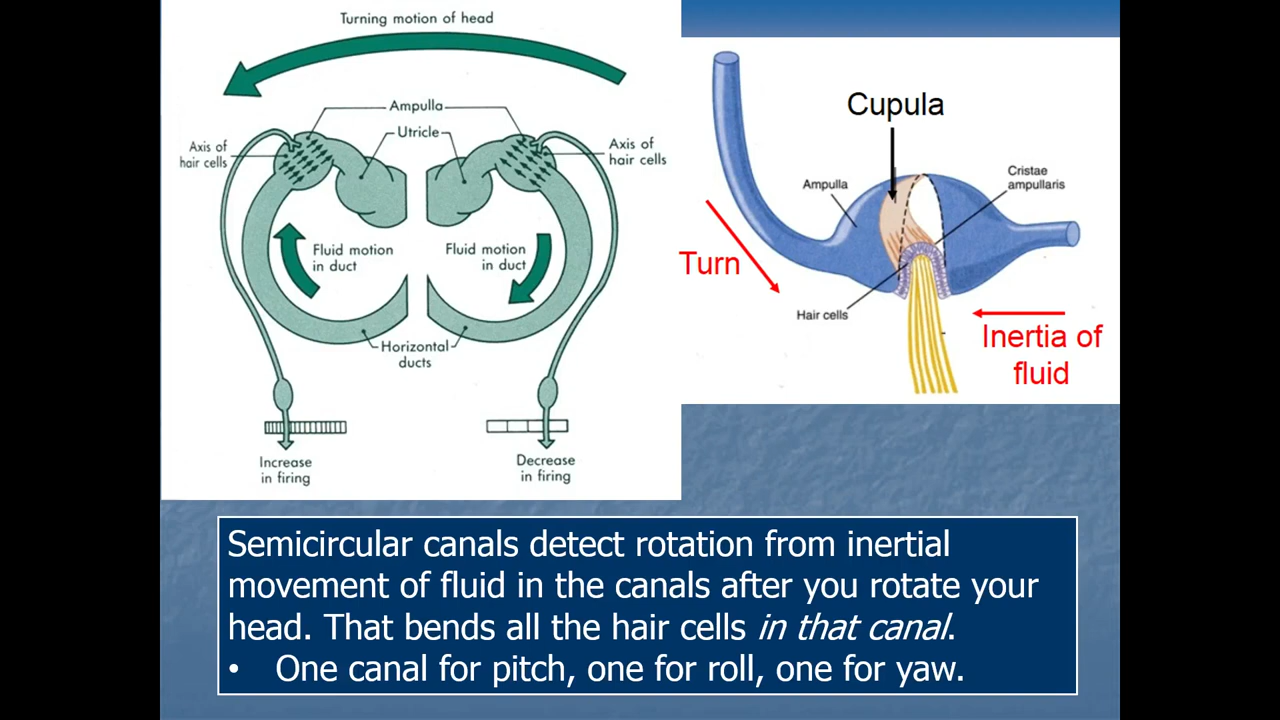 Turning motion of head
Ampulla
Utricle
Axis of
hair cells
Axis of
hair cells
Fluid motion
in duct
Fluid motion
in duct
Horizontal
ducts
Increase
in firing
Decrease
in firing
Cupula
Ampulla
Cristae
ampullaris
Turn
Hair cells
Inertia of
fluid
Semicircular canals detect rotation from inertial
movement of fluid in the canals after you rotate your
head. That bends all the hair cells in that canal.
• One canal for pitch, one for roll, one for yaw.